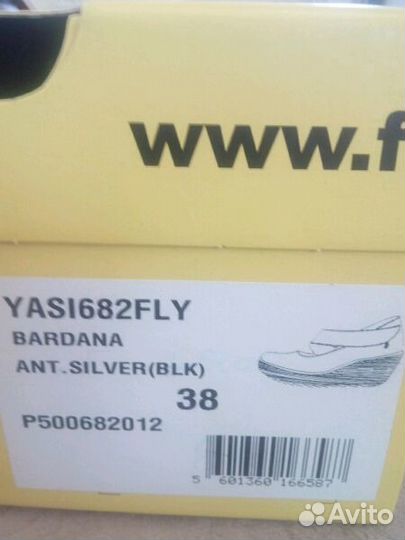 www.f
YASI682FLY
BARDANA
ANT.SILVER(BLK)
38
P500682012
5 601360 166587
Avito